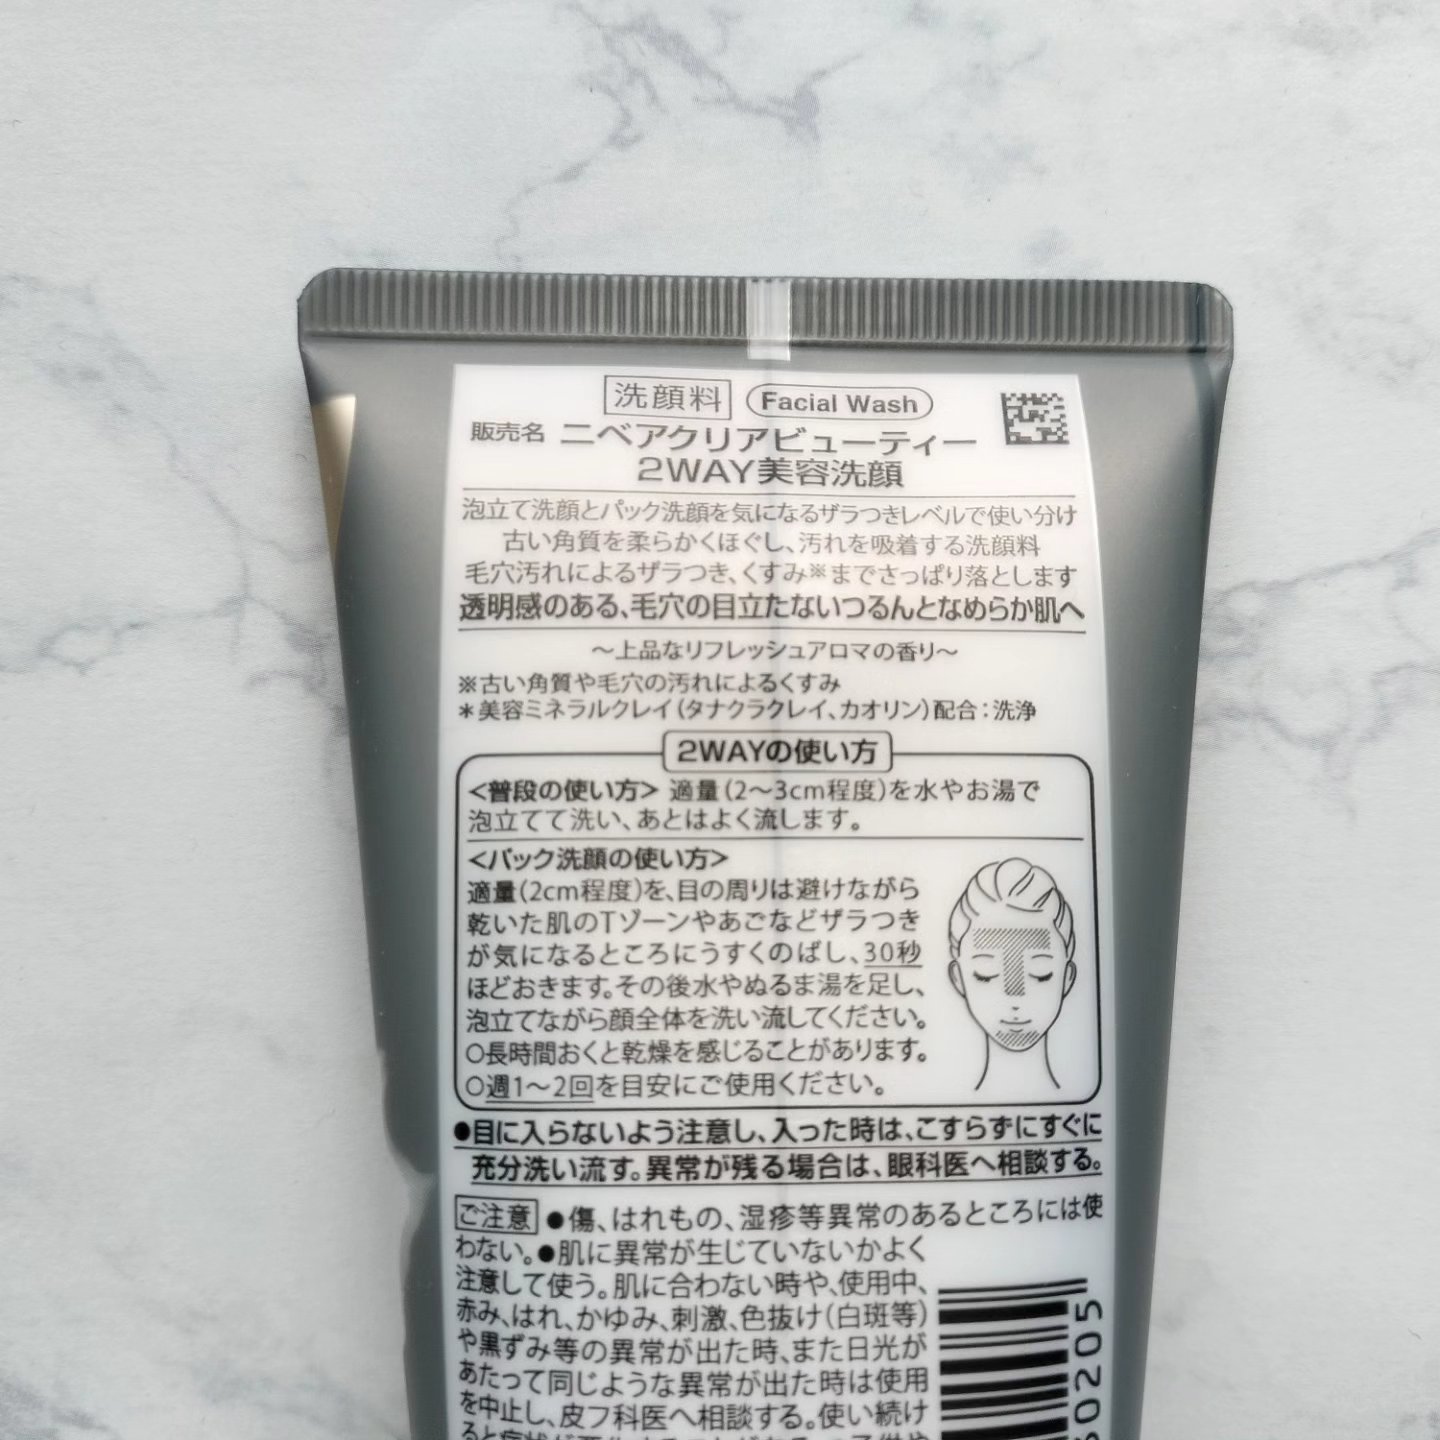 洗顔料 Facial Wash
販売名 ニベアクリアビューティー
2WAY美容洗顔
泡立て洗顔とパック洗顔を気になるザラつきレベルで使い分け
古い角質を柔らかくほぐし、汚れを吸着する洗顔料
毛穴汚れによるザラつき、くすみ※までさっぱり落とします
透明感のある、毛穴の目立たないつるんとなめらか肌へ
～上品なリフレッシュアロマの香り～
※古い角質や毛穴の汚れによるくすみ
＊美容ミネラルクレイ（タナクラクレイ、カオリン）配合：洗浄
2WAYの使い方
<普段の使い方> 適量（2～3cm程度）を水やお湯で
泡立てて洗い、あとはよく流します。
<パック洗顔の使い方>
適量（2cm程度）を、目の周りは避けながら
乾いた肌のTゾーンやあごなどザラつき
が気になるところにうすくのばし、30秒
ほどおきます。その後水やぬるま湯を足し、
泡立てながら顔全体を洗い流してください。
○長時間おくと乾燥を感じることがあります。
○週1～2回を目安にご使用ください。
●目に入らないよう注意し、入った時は、こすらずにすぐに
充分洗い流す。異常が残る場合は、眼科医へ相談する。
ご注意 ●傷、はれもの、湿疹等異常のあるところには使
わない。●肌に異常が生じていないかよく
注意して使う。肌に合わない時や、使用中、
赤み、はれ、かゆみ、刺激、色抜け（白斑等）
や黒ずみ等の異常が出た時、また日光が
あたって同じような異常が出た時は使用
を中止し、皮フ科医へ相談する。使い続け
60205